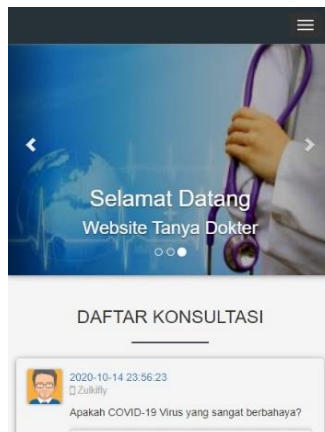 Selamat Datang
Website Tanya Dokter
DAFTAR KONSULTASI
2020-10-14 23:56:23
Zulkifly
Apakah COVID-19 Virus yang sangat berbahaya?